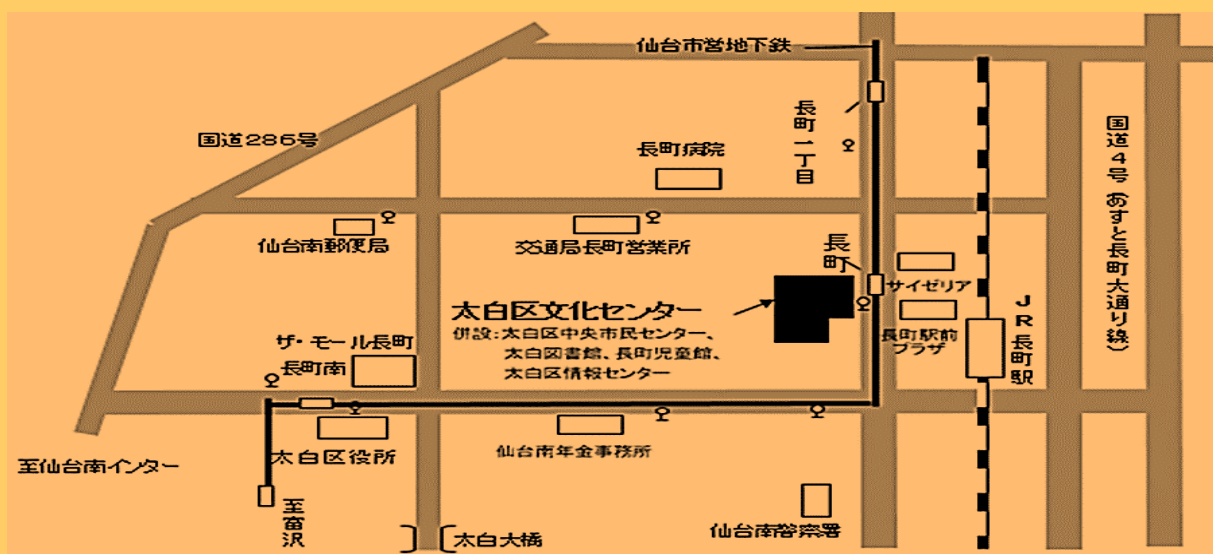 仙台市営地下鉄
国道286号
長町一丁目
長町病院
国道4号(あすと長町大通り線)
仙台南郵便局
交通局長町営業所
長町
サイゼリア
太白区文化センター
併設:太白区中央市民センター、
太白図書館、長町児童館、
太白区情報センター
長町駅前
プラザ
JR長町駅
ザ・モール長町
長町南
太白区役所
仙台南年金事務所
至仙台南インター
至富沢
太白大橋
仙台南警察署